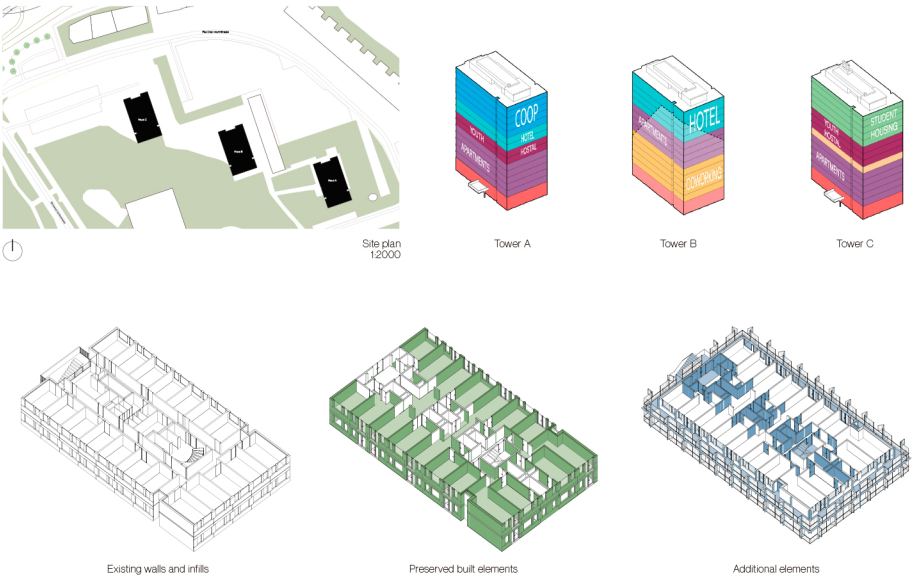 Site plan
1:2000
COOP
HOTEL
HOSTAL
YOUTH
APARTMENTS
Tower A
HOTEL
APARTMENTS
COWORKING
Tower B
STUDENT
HOUSING
YOUTH
HOSTAL
APARTMENTS
Tower C
Existing walls and infills
Preserved built elements
Additional elements